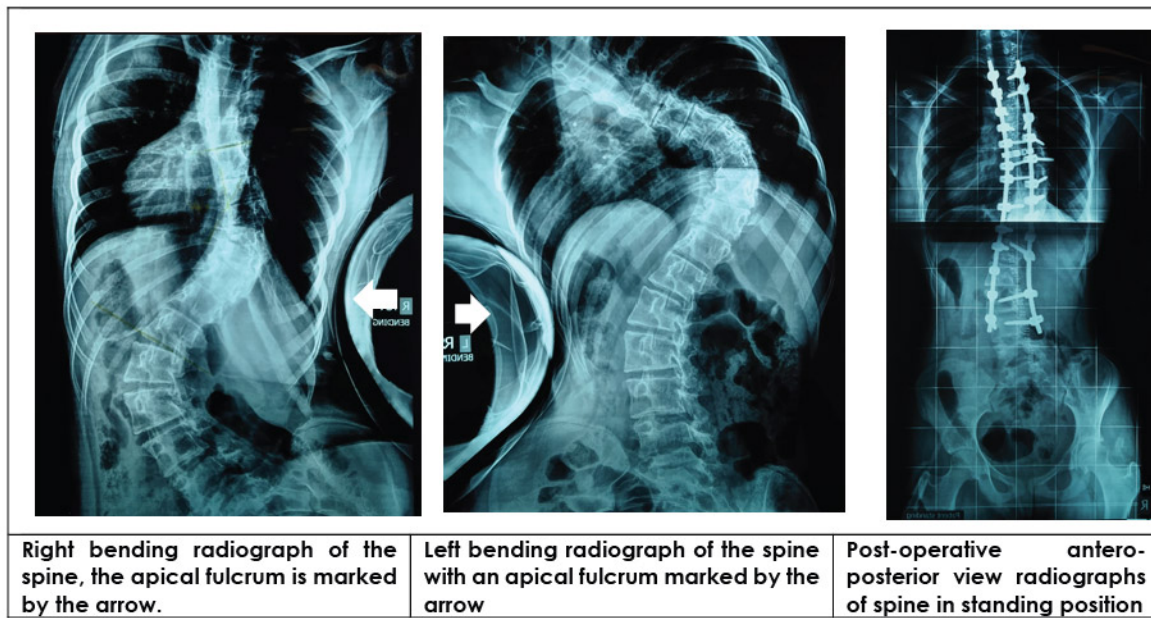 R
BENDING
L R
BENDIN
R
Right bending radiograph of the
spine, the apical fulcrum is marked
by the arrow.
Left bending radiograph of the spine
with an apical fulcrum marked by the
arrow
Post-operative antero-
posterior view radiographs
of spine in standing position